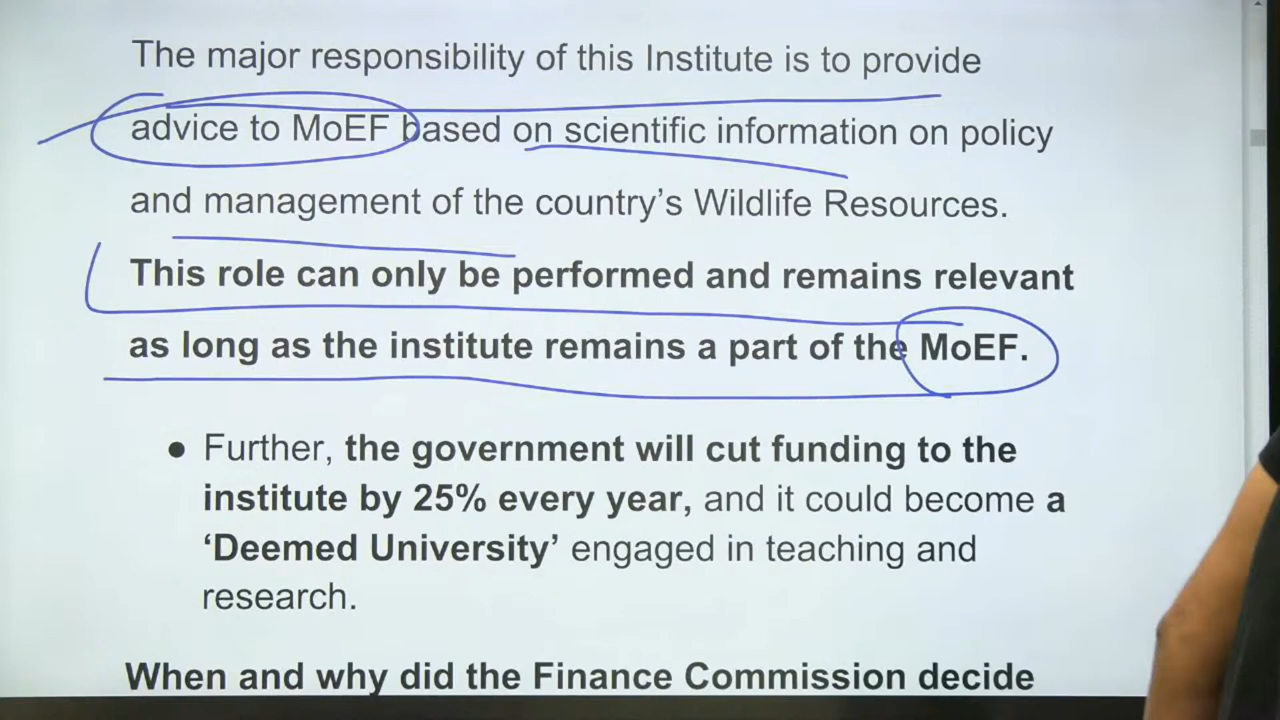 The major responsibility of this Institute is to provide
advice to MoEF based on scientific information on policy
and management of the country’s Wildlife Resources.
This role can only be performed and remains relevant
as long as the institute remains a part of the MoEF.
● Further, the government will cut funding to the
institute by 25% every year, and it could become a
‘Deemed University’ engaged in teaching and
research.
When and why did the Finance Commission decide